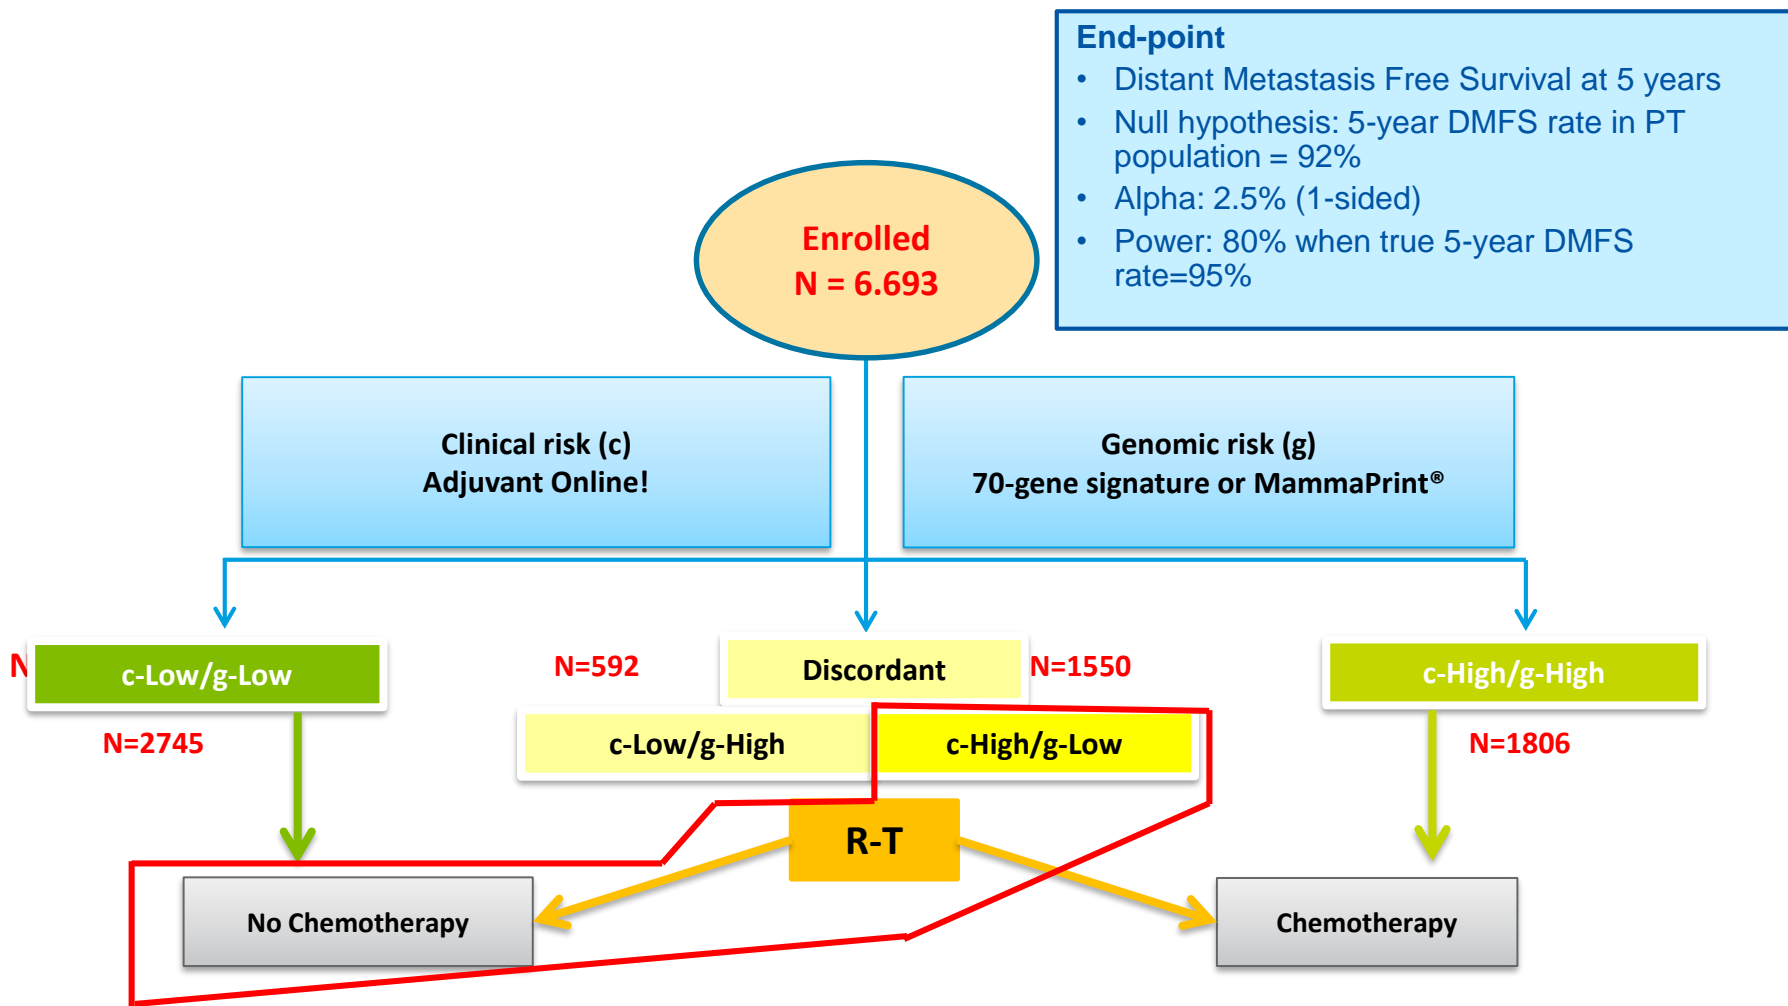 End-point
• Distant Metastasis Free Survival at 5 years
• Null hypothesis: 5-year DMFS rate in PT
population = 92%
• Alpha: 2.5% (1-sided)
• Power: 80% when true 5-year DMFS
rate=95%
Enrolled
N = 6.693
Clinical risk (c)
Adjuvant Online!
Genomic risk (g)
70-gene signature or MammaPrint®
N
c-Low/g-Low
N=592
Discordant
N=1550
c-High/g-High
N=2745
c-Low/g-High
c-High/g-Low
N=1806
R-T
No Chemotherapy
Chemotherapy